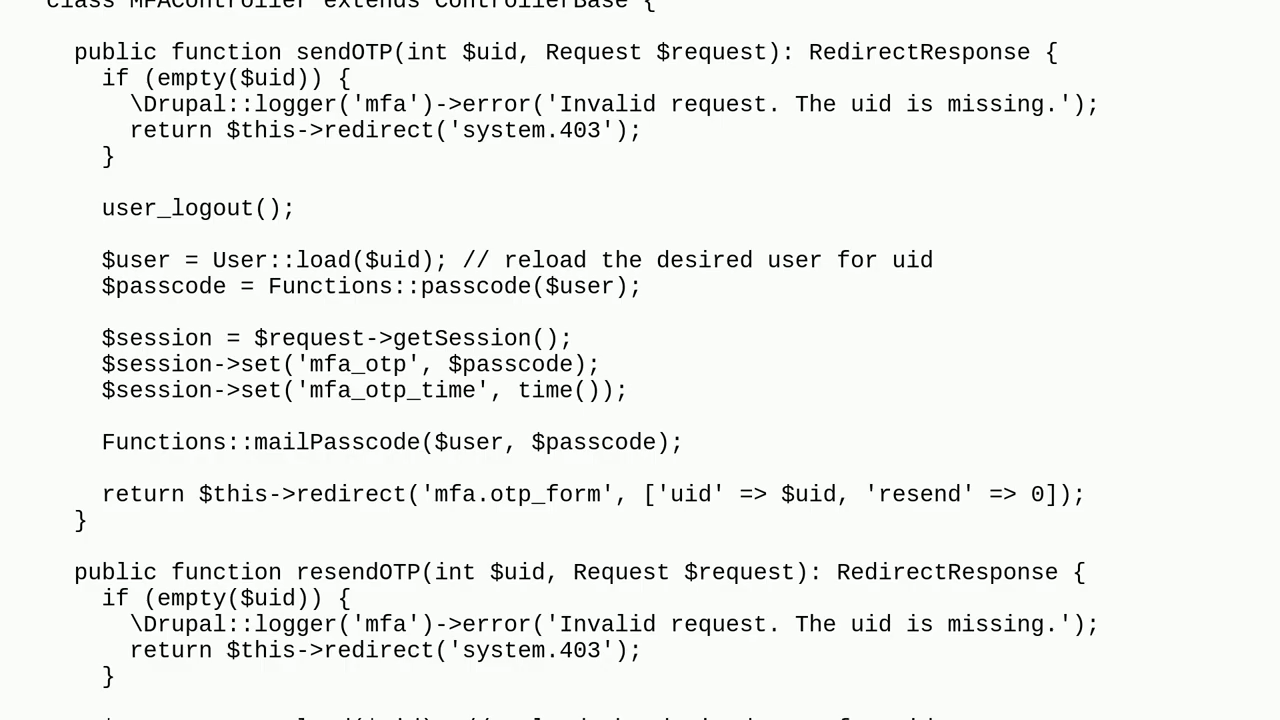 class MFAController extends ControllerBase {
public function sendOTP(int $uid, Request $request): RedirectResponse {
if (empty($uid)) {
\Drupal::logger('mfa')->error('Invalid request. The uid is missing.');
return $this->redirect('system.403');
}
user_logout();
$user = User::load($uid); // reload the desired user for uid
$passcode = Functions::passcode($user);
$session = $request->getSession();
$session->set('mfa_otp', $passcode);
$session->set('mfa_otp_time', time());
Functions::mailPasscode($user, $passcode);
return $this->redirect('mfa.otp_form', ['uid' => $uid, 'resend' => 0]);
}
public function resendOTP(int $uid, Request $request): RedirectResponse {
if (empty($uid)) {
\Drupal::logger('mfa')->error('Invalid request. The uid is missing.');
return $this->redirect('system.403');
}